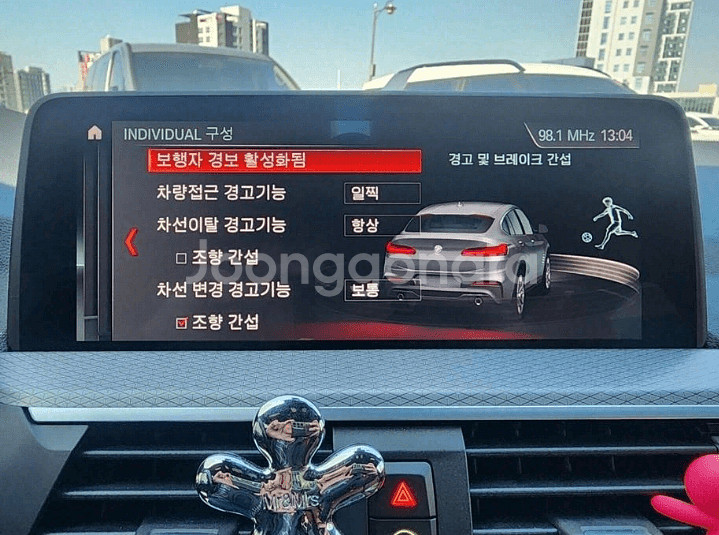 INDIVIDUAL 구성
98.1 MHz 13:04
보행자 경보 활성화됨
경고 및 브레이크 간섭
차량접근 경고기능 일찍
차선이탈 경고기능 항상
조향 간섭
Joonggonara
차선 변경 경고기능 보통
조향 간섭
Mr&Mrs